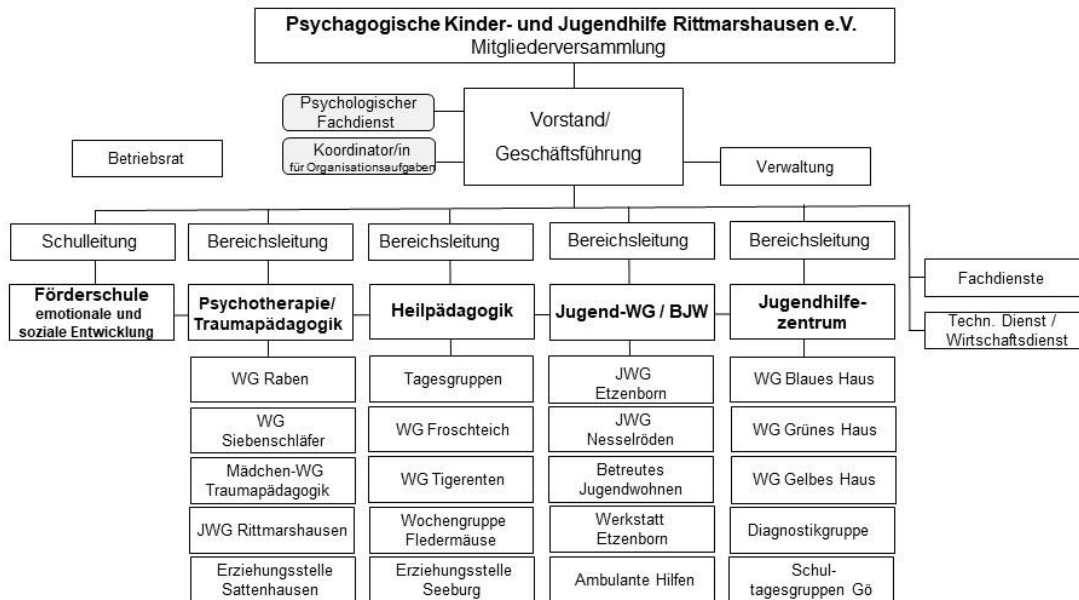 Psychagogische Kinder- und Jugendhilfe Rittmarshausen e.V.
Mitgliederversammlung
Psychologischer
Fachdienst
Vorstand/
Geschäftsführung
Koordinator/in
für Organisationsaufgaben
Betriebsrat
Verwaltung
Schulleitung
Bereichsleitung
Bereichsleitung
Bereichsleitung
Bereichsleitung
Fachdienste
Techn. Dienst /
Wirtschaftsdienst
Förderschule
emotionale und
soziale Entwicklung
Psychotherapie/
Traumapädagogik
Heilpädagogik
Jugend-WG / BJW
Jugendhilfe-
zentrum
WG Raben
Tagesgruppen
JWG
Etzenborn
WG Blaues Haus
WG
Siebenschläfer
WG Froschteich
JWG
Nesselröden
WG Grünes Haus
Mädchen-WG
Traumapädagogik
WG Tigerenten
Betreutes
Jugendwohnen
WG Gelbes Haus
JWG Rittmarshausen
Wochengruppe
Fledermäuse
Werkstatt
Etzenborn
Diagnostikgruppe
Erziehungsstelle
Sattenhausen
Erziehungsstelle
Seeburg
Ambulante Hilfen
Schul-
tagesgruppen Gö